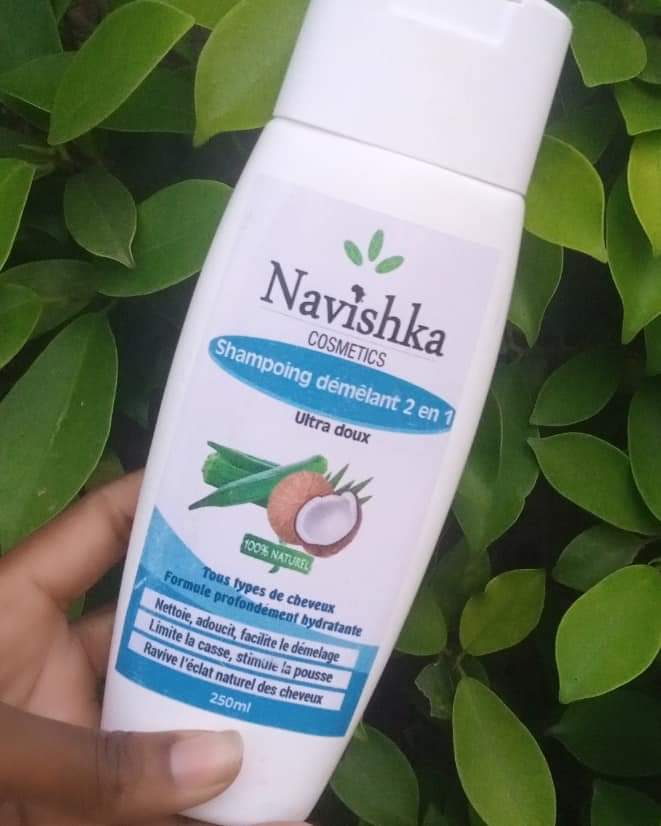 Navishka
COSMETICS
Shampoing démêlant 2 en 1
Ultra doux
100% NATUREL
Tous types de cheveux
Formule profondément hydratante
Nettoie, adoucit, facilite le démelage
Limite la casse, stimule la pousse
Ravive l'éclat naturel des cheveux
250ml